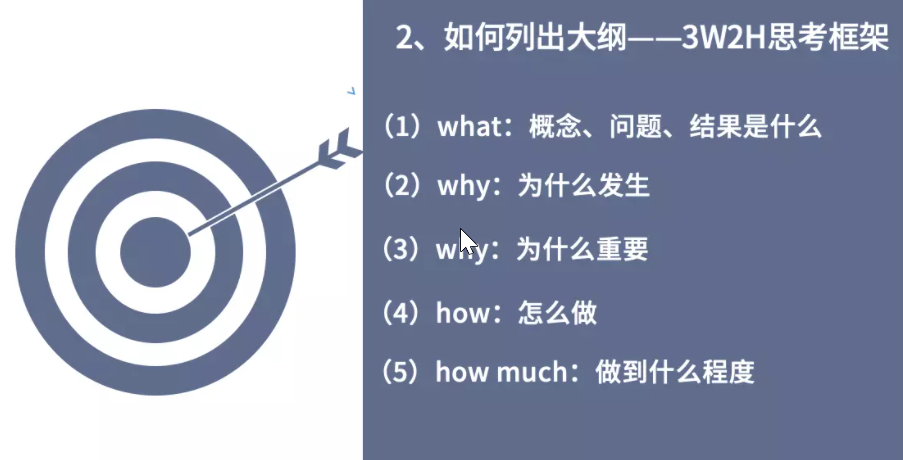 2、如何列出大纲——3W2H思考框架
（1）what：概念、问题、结果是什么
（2）why：为什么发生
（3）why：为什么重要
（4）how：怎么做
（5）how much：做到什么程度